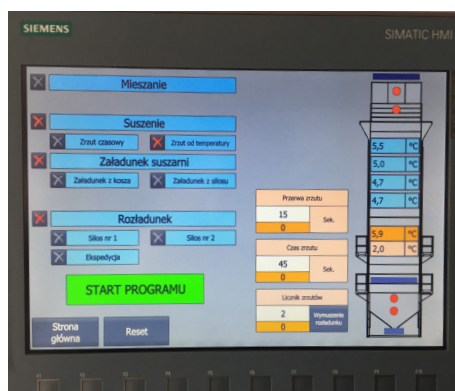 SIEMENS
SIMATIC HMI
Mieszanie
Suszenie
Zrzut czasowy
Zrzut od temperatury
Załadunek suszarni
Załadunek z kosza
Załadunek z silosu
Rozładunek
Silos nr 1
Silos nr 2
Ekspedycja
START PROGRAMU
Strona
główna
Reset
Przerwa zrzutu
15
Sek.
0
Czas zrzutu
45
Sek.
0
Licznik zrzutów
2
Wymuszenie
rozładunku
0
5,5 °C
5,0 °C
4,7 °C
4,7 °C
5,9 °C
2,0 °C